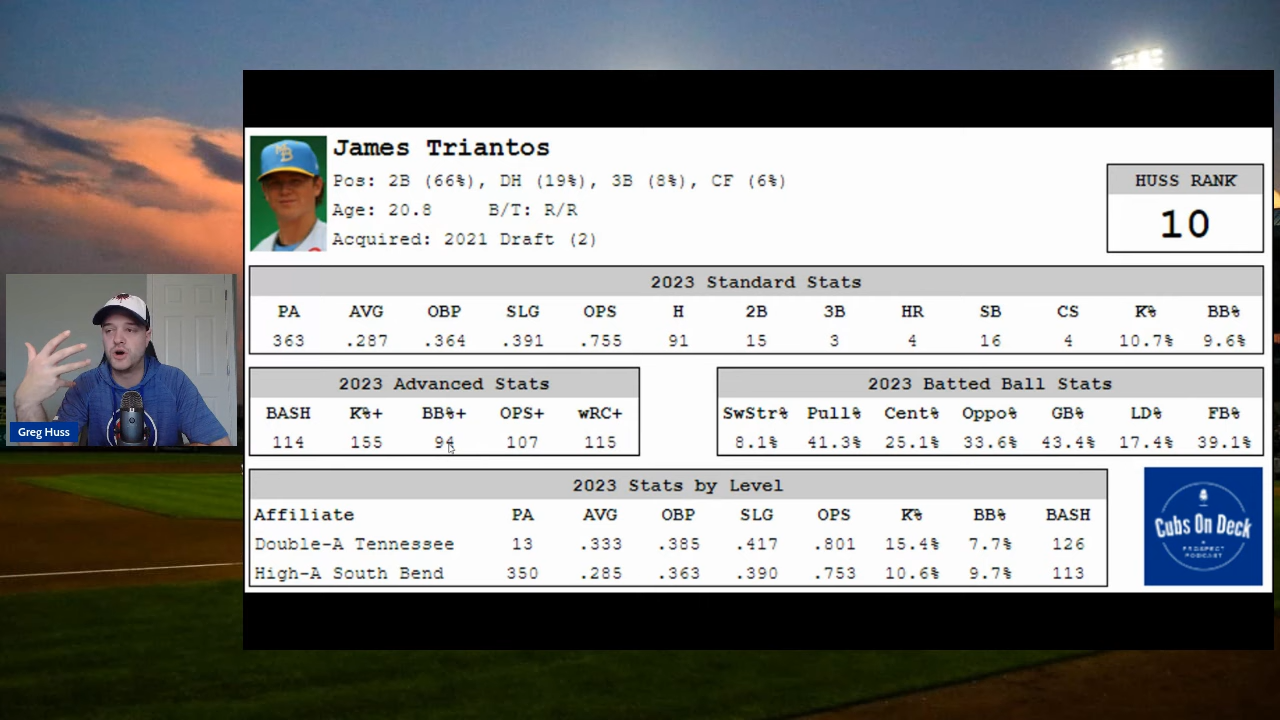 James Triantos
Pos: 2B (66%), DH (19%), 3B (8%), CF (6%)
Age: 20.8 B/T: R/R
Acquired: 2021 Draft (2)
HUSS RANK
10
2023 Standard Stats
PA AVG OBP SLG OPS H 2B 3B HR SB CS K% BB%
363 .287 .364 .391 .755 91 15 3 4 16 4 10.7% 9.6%
2023 Advanced Stats
BASH K%+ BB%+ OPS+ wRC+
114 155 94 107 115
2023 Batted Ball Stats
SwStr% Pull% Cent% Oppo% GB% LD% FB%
8.1% 41.3% 25.1% 33.6% 43.4% 17.4% 39.1%
2023 Stats by Level
Affiliate PA AVG OBP SLG OPS K% BB% BASH
Double-A Tennessee 13 .333 .385 .417 .801 15.4% 7.7% 126
High-A South Bend 350 .285 .363 .390 .753 10.6% 9.7% 113
Cubs On Deck
PROSPECT
PODCAST
Greg Huss